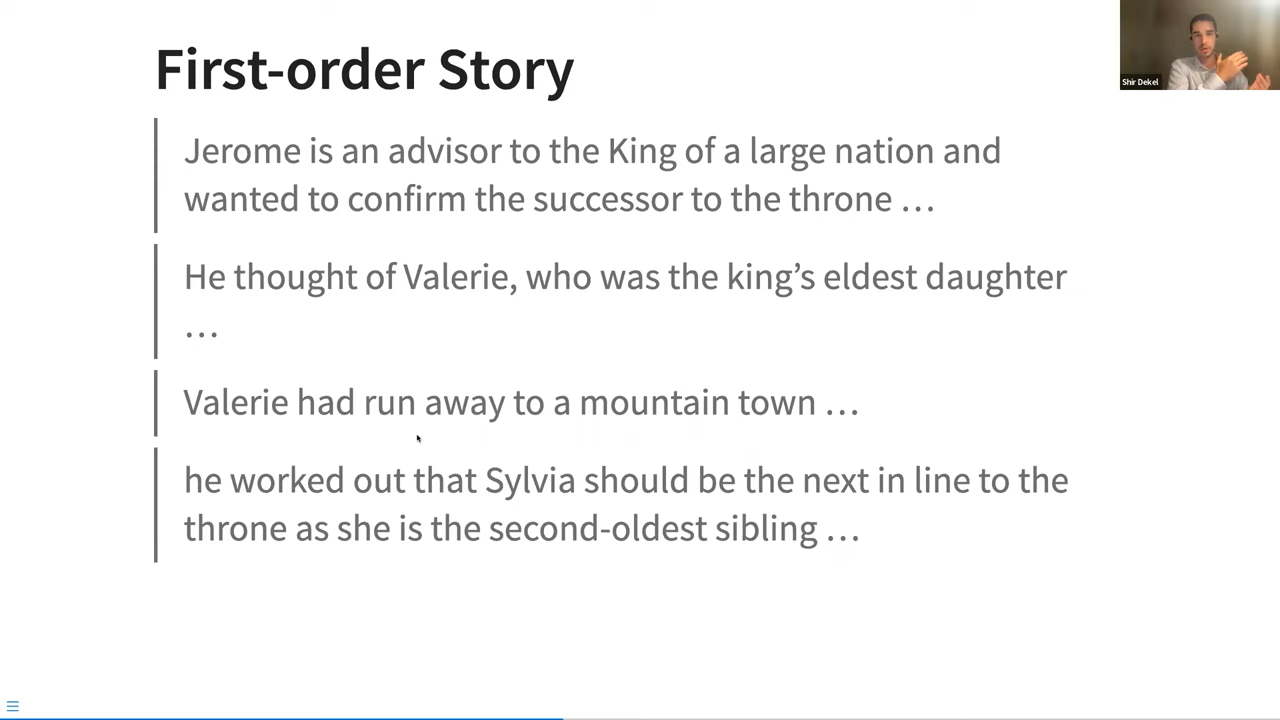 First-order Story
Shir Dekel
Jerome is an advisor to the King of a large nation and
wanted to confirm the successor to the throne …
He thought of Valerie, who was the king’s eldest daughter
…
Valerie had run away to a mountain town …
he worked out that Sylvia should be the next in line to the
throne as she is the second-oldest sibling …